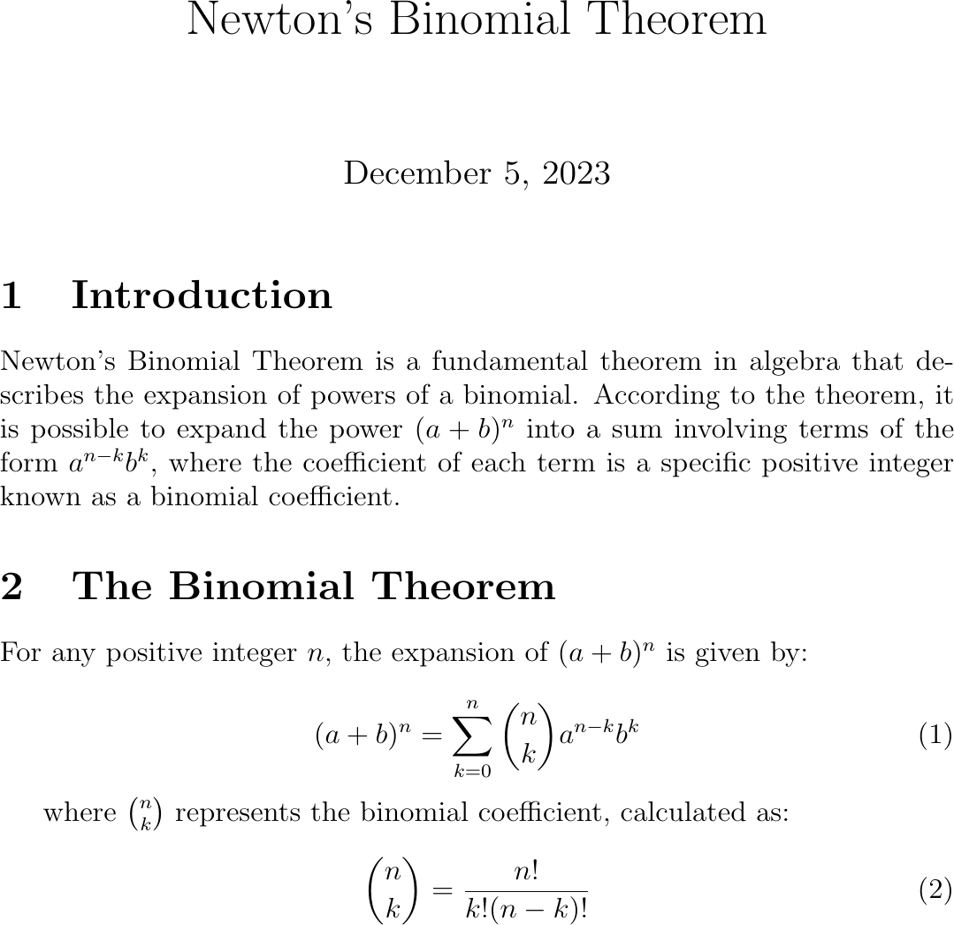 Newton's Binomial Theorem
December 5, 2023
1 Introduction
Newton's Binomial Theorem is a fundamental theorem in algebra that de-
scribes the expansion of powers of a binomial. According to the theorem, it
is possible to expand the power $(a + b)^n$ into a sum involving terms of the
form $a^{n-k}b^k$, where the coefficient of each term is a specific positive integer
known as a binomial coefficient.
2 The Binomial Theorem
For any positive integer $n$, the expansion of $(a + b)^n$ is given by:
$(a + b)^n = \sum_{k=0}^{n} \binom{n}{k} a^{n-k}b^k$ (1)
where $\binom{n}{k}$ represents the binomial coefficient, calculated as:
$\binom{n}{k} = \frac{n!}{k!(n-k)!}$ (2)